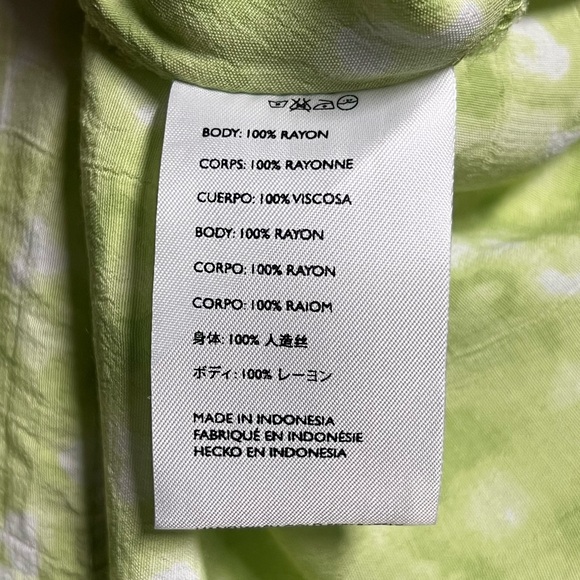 BODY: 100% RAYON
CORPS: 100% RAYONNE
CUERPO: 100% VISCOSA
BODY: 100% RAYON
CORPO: 100% RAYON
CORPO: 100% RAIOM
身体: 100% 人造丝
ボディ: 100% レーヨン
MADE IN INDONESIA
FABRIQUÉ EN INDONÉSIE
HECKO EN INDONESIA